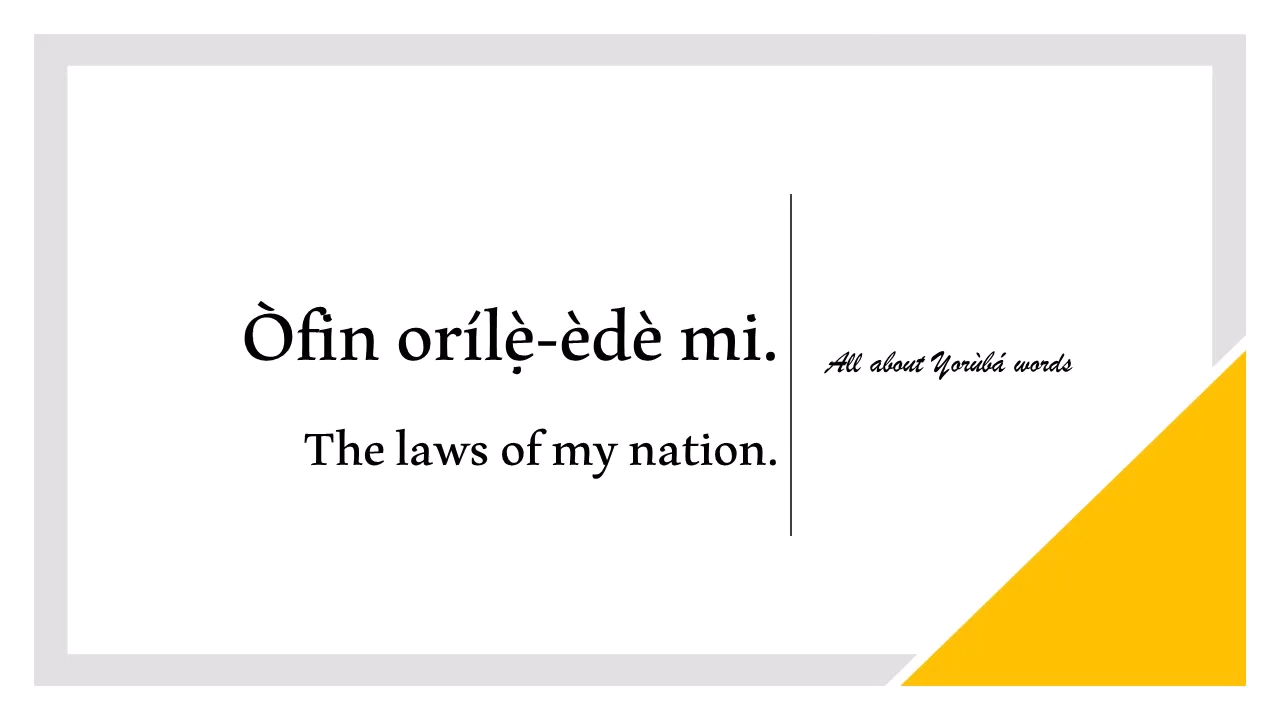 Òfin orílẹ̀-èdè mi.
The laws of my nation.
All about Yorùbá words